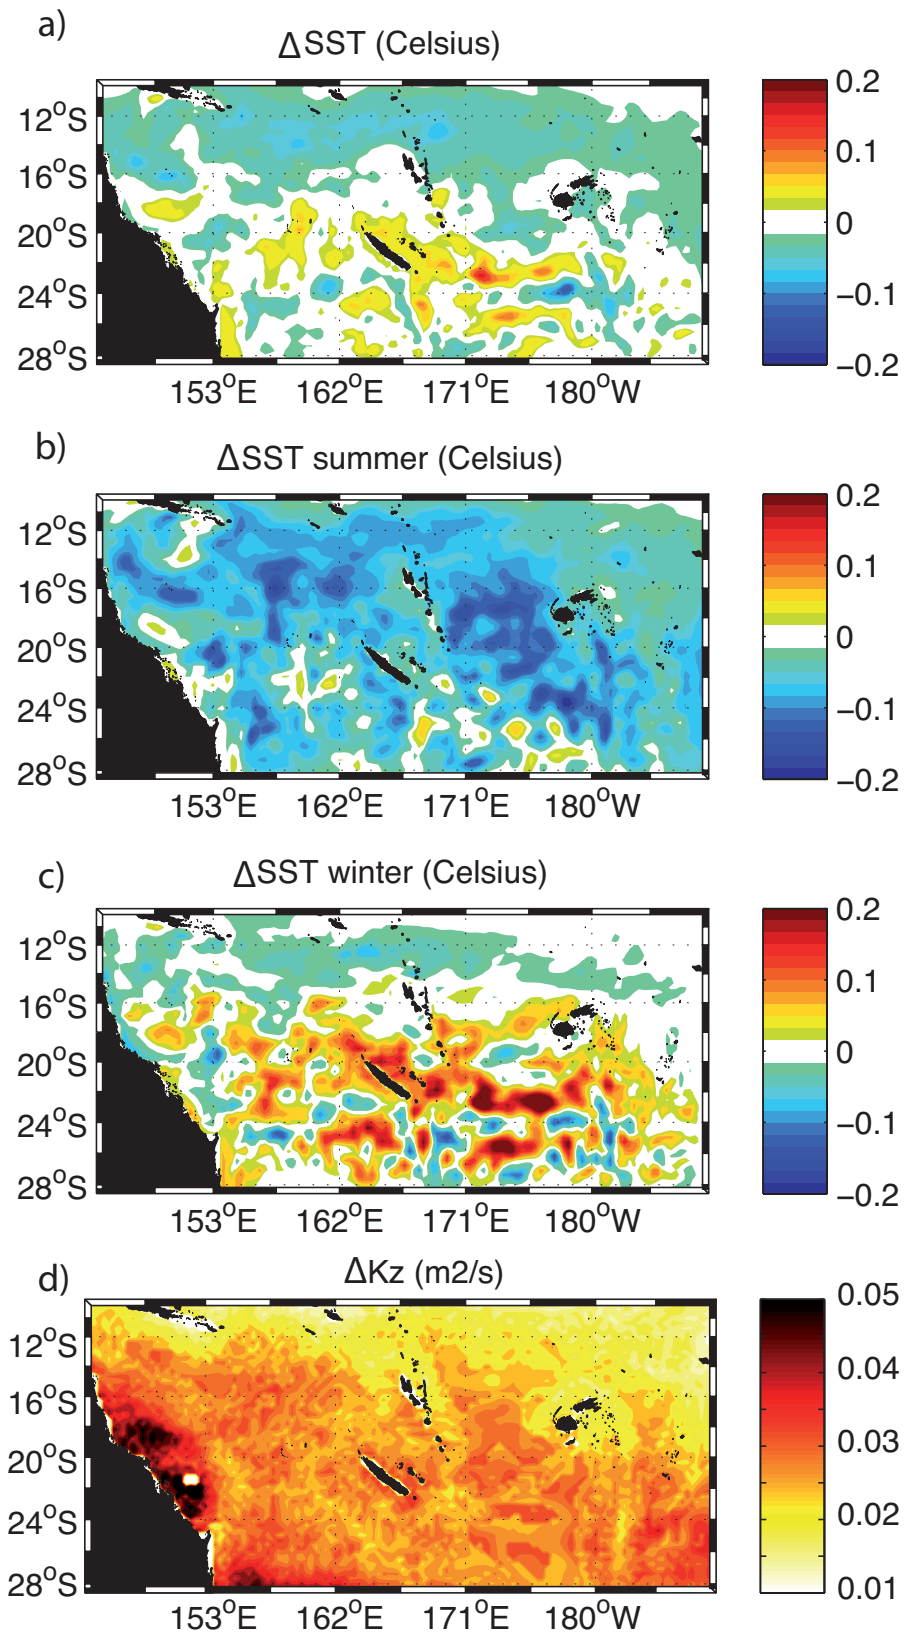 a)
ΔSST (Celsius)
12°S
16°S
20°S
24°S
28°S
153°E 162°E 171°E 180°W
0.2
0.1
0
−0.1
−0.2
b)
ΔSST summer (Celsius)
12°S
16°S
20°S
24°S
28°S
153°E 162°E 171°E 180°W
0.2
0.1
0
−0.1
−0.2
c)
ΔSST winter (Celsius)
12°S
16°S
20°S
24°S
28°S
153°E 162°E 171°E 180°W
0.2
0.1
0
−0.1
−0.2
d)
ΔKz (m2/s)
12°S
16°S
20°S
24°S
28°S
153°E 162°E 171°E 180°W
0.05
0.04
0.03
0.02
0.01